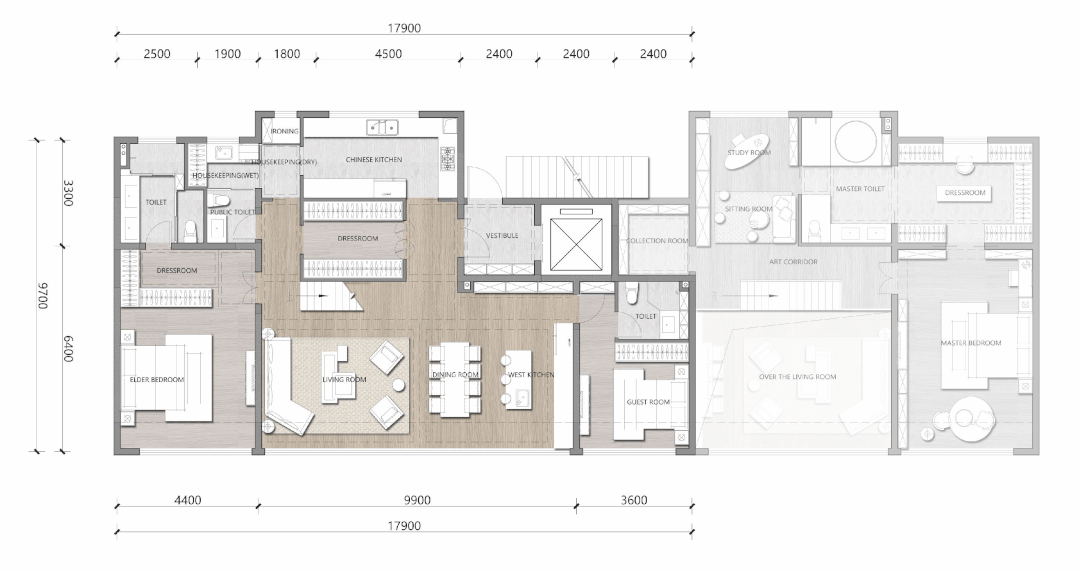 17900
2500 1900 1800 4500 2400 2400 2400
IRONING
HOUSEKEEPING(DRY)
CHINESE KITCHEN
STUDY ROOM
HOUSEKEEPING(WET)
MASTER TOILET
DRESSROOM
3300
TOILET
PUBLIC TOILET
SITTING ROOM
DRESSROOM
VESTIBULE
COLLECTION ROOM
ART CORRIDOR
DRESSROOM
9700
6400
TOILET
MASTER BEDROOM
ELDER BEDROOM
LIVING ROOM
DINING ROOM
WEST KITCHEN
OVER THE LIVING ROOM
GUEST ROOM
4400 9900 3600
17900